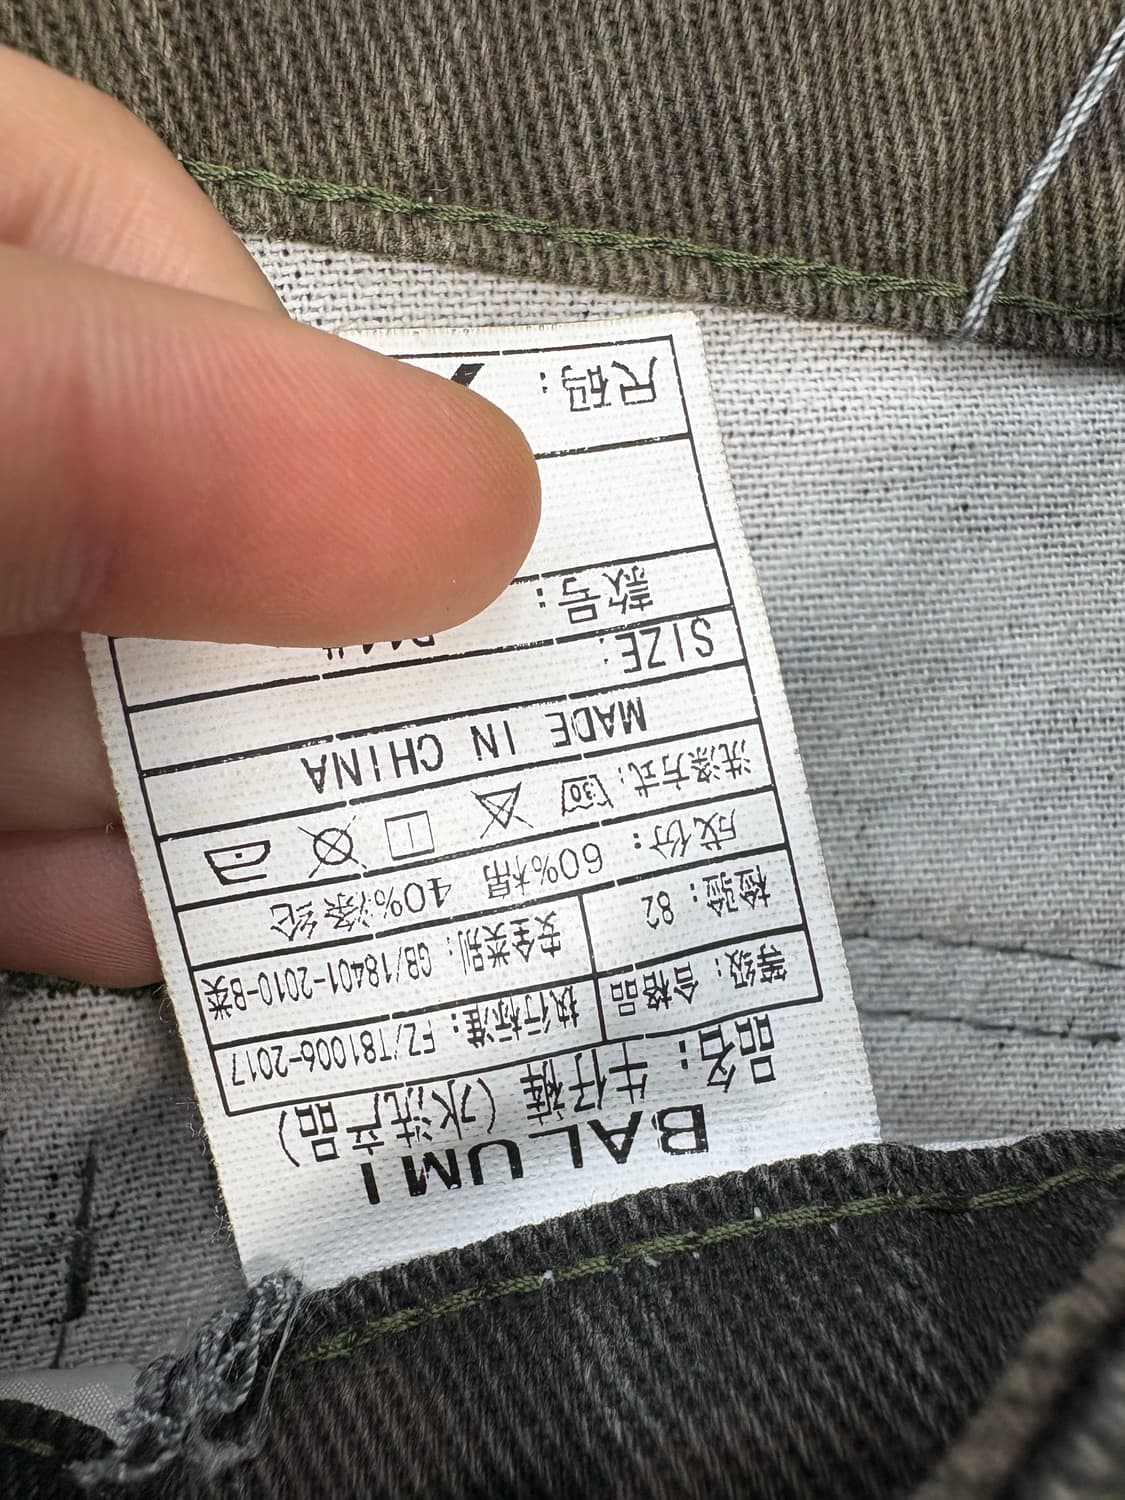 BALUMI
品名：牛仔裤（水洗产品）
等级：合格品 执行标准：FZ/T81006-2017
检验：82 安全类别：GB/18401-2010-B类
成份：60%棉 40%涤纶
洗涤方式： 30
MADE IN CHINA
SIZE:
款号：
尺码：